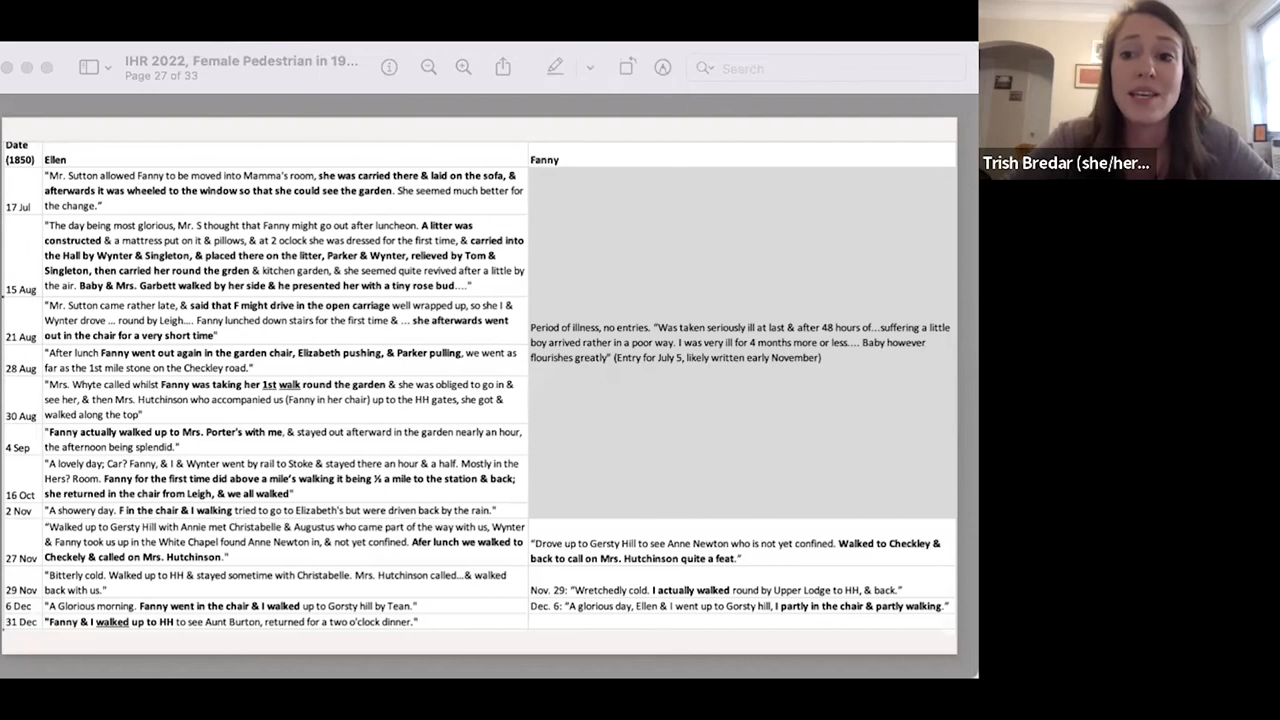 IHR 2022, Female Pedestrian in 19...
Page 27 of 33
Search
Trish Bredar (she/her...
Date
(1850) Ellen Fanny
"Mr. Sutton allowed Fanny to be moved into Mamma's room, she was carried there & laid on the sofa, &
afterwards it was wheeled to the window so that she could see the garden. She seemed much better for
17 Jul the change."
"The day being most glorious, Mr. S thought that Fanny might go out after luncheon. A litter was
constructed & a mattress put on it & pillows, & at 2 oclock she was dressed for the first time, & carried into
the Hall by Wynter & Singleton, & placed there on the litter, Parker & Wynter, relieved by Tom &
Singleton, then carried her round the grden & kitchen garden, & she seemed quite revived after a little by
15 Aug the air. Baby & Mrs. Garbett walked by her side & he presented her with a tiny rose bud...."
"Mr. Sutton came rather late, & said that F might drive in the open carriage well wrapped up, so she I &
Wynter drove ... round by Leigh.... Fanny lunched down stairs for the first time & ... she afterwards went
21 Aug out in the chair for a very short time"
"After lunch Fanny went out again in the garden chair, Elizabeth pushing, & Parker pulling, we went as
28 Aug far as the 1st mile stone on the Checkley road."
"Mrs. Whyte called whilst Fanny was taking her 1st walk round the garden & she was obliged to go in &
see her, & then Mrs. Hutchinson who accompanied us (Fanny in her chair) up to the HH gates, she got &
30 Aug walked along the top"
"Fanny actually walked up to Mrs. Porter's with me, & stayed out afterward in the garden nearly an hour,
4 Sep the afternoon being splendid."
"A lovely day; Car? Fanny, & I & Wynter went by rail to Stoke & stayed there an hour & a half. Mostly in the
Hers? Room. Fanny for the first time did above a mile's walking it being ½ a mile to the station & back;
16 Oct she returned in the chair from Leigh, & we all walked"
2 Nov "A showery day. F in the chair & I walking tried to go to Elizabeth's but were driven back by the rain."
Period of illness, no entries. "Was taken seriously ill at last & after 48 hours of...suffering a little
boy arrived rather in a poor way. I was very ill for 4 months more or less.... Baby however
flourishes greatly" (Entry for July 5, likely written early November)
"Walked up to Gersty Hill with Annie met Christabelle & Augustus who came part of the way with us, Wynter
& Fanny took us up in the White Chapel found Anne Newton in, & not yet confined. Afer lunch we walked to
27 Nov Checkely & called on Mrs. Hutchinson."
"Drove up to Gersty Hill to see Anne Newton who is not yet confined. Walked to Checkley &
back to call on Mrs. Hutchinson quite a feat."
"Bitterly cold. Walked up to HH & stayed sometime with Christabelle. Mrs. Hutchinson called...& walked
29 Nov back with us." Nov. 29: "Wretchedly cold. I actually walked round by Upper Lodge to HH, & back."
6 Dec "A Glorious morning. Fanny went in the chair & I walked up to Gorsty hill by Tean." Dec. 6: "A glorious day, Ellen & I went up to Gorsty hill, I partly in the chair & partly walking."
31 Dec "Fanny & I walked up to HH to see Aunt Burton, returned for a two o'clock dinner."